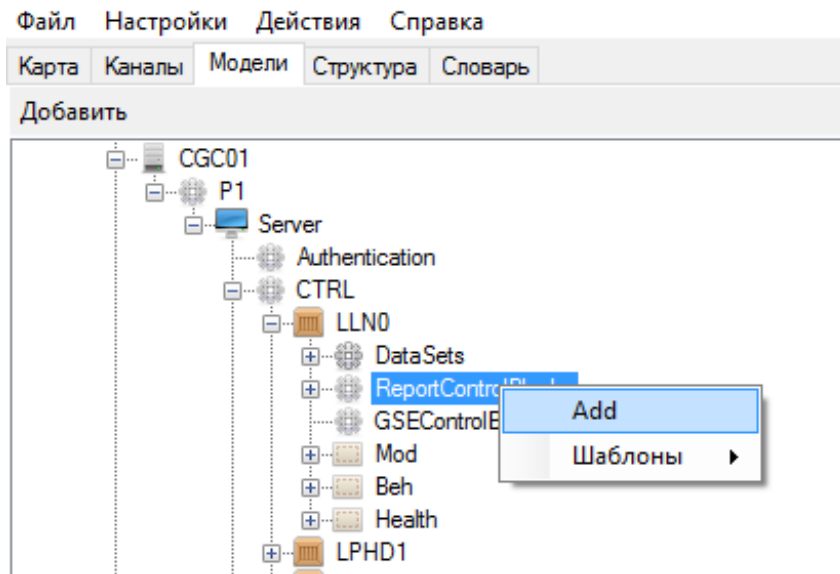 Файл Настройки Действия Справка
Карта Каналы Модели Структура Словарь
Добавить
CGC01
P1
Server
Authentication
CTRL
LLN0
DataSets
Add
Шаблоны
Mod
Beh
Health
LPHD1